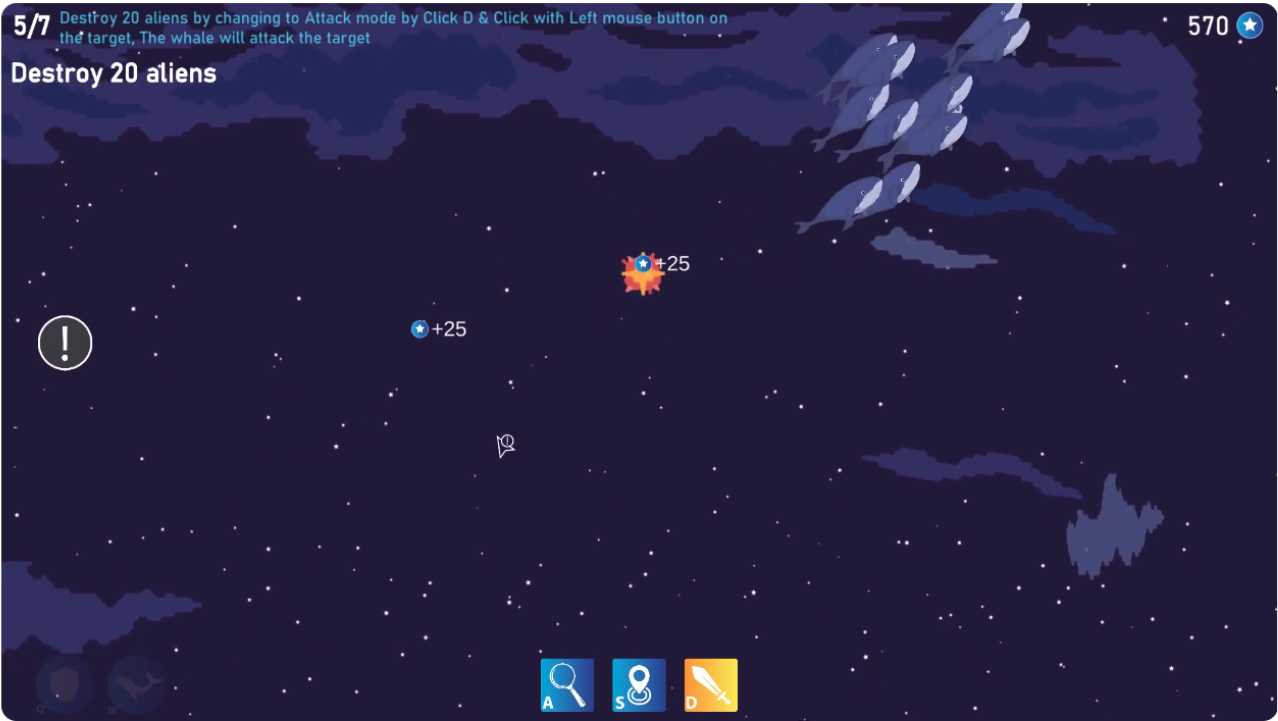 5/7
Destroy 20 aliens by changing to Attack mode by Click D & Click with Left mouse button on
the target, The whale will attack the target
570
Destroy 20 aliens
+25
+25
!
A
S
D
Q